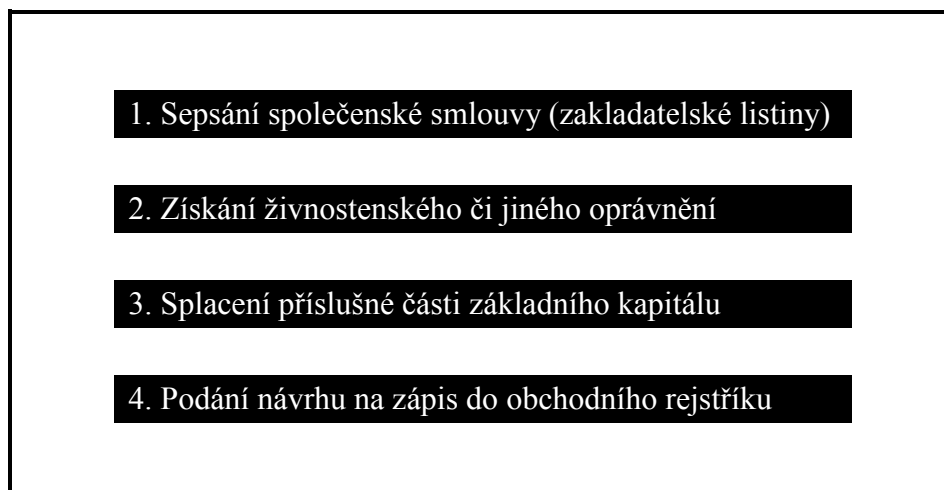 1. Sepsání společenské smlouvy (zakladatelské listiny)
2. Získání živnostenského či jiného oprávnění
3. Splacení příslušné části základního kapitálu
4. Podání návrhu na zápis do obchodního rejstříku